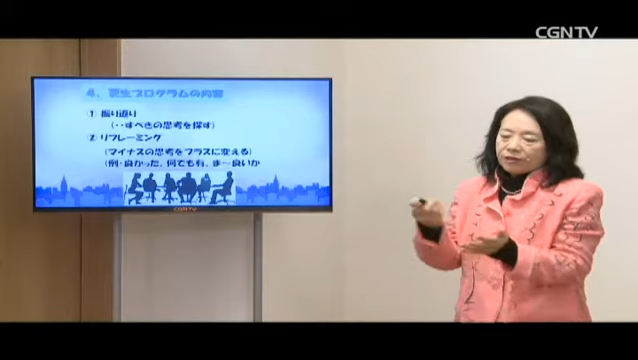 CGNTV
4、更生プログラムの内容
① 振り返り
(・・すべきの思考を探す)
② リフレーミング
(マイナスの思考をプラスに変える)
(例・良かった、何でも有、ま～良いか
CGNTV